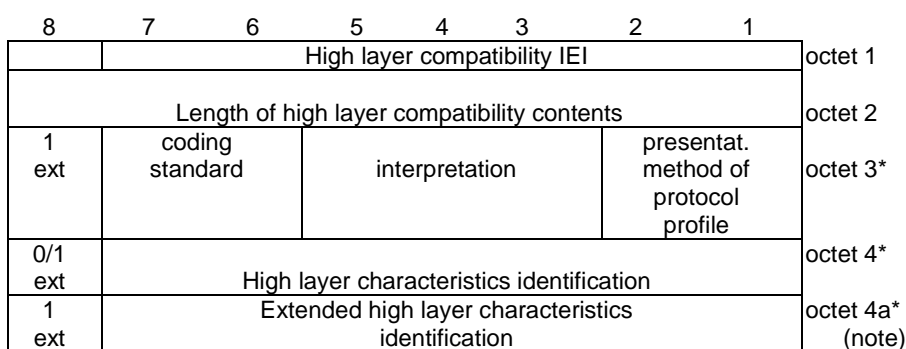 8 7 6 5 4 3 2 1
High layer compatibility IEI octet 1
Length of high layer compatibility contents octet 2
1 coding presentat.
ext standard interpretation method of octet 3*
protocol
profile
0/1 octet 4*
ext High layer characteristics identification
1 Extended high layer characteristics octet 4a*
ext identification (note)